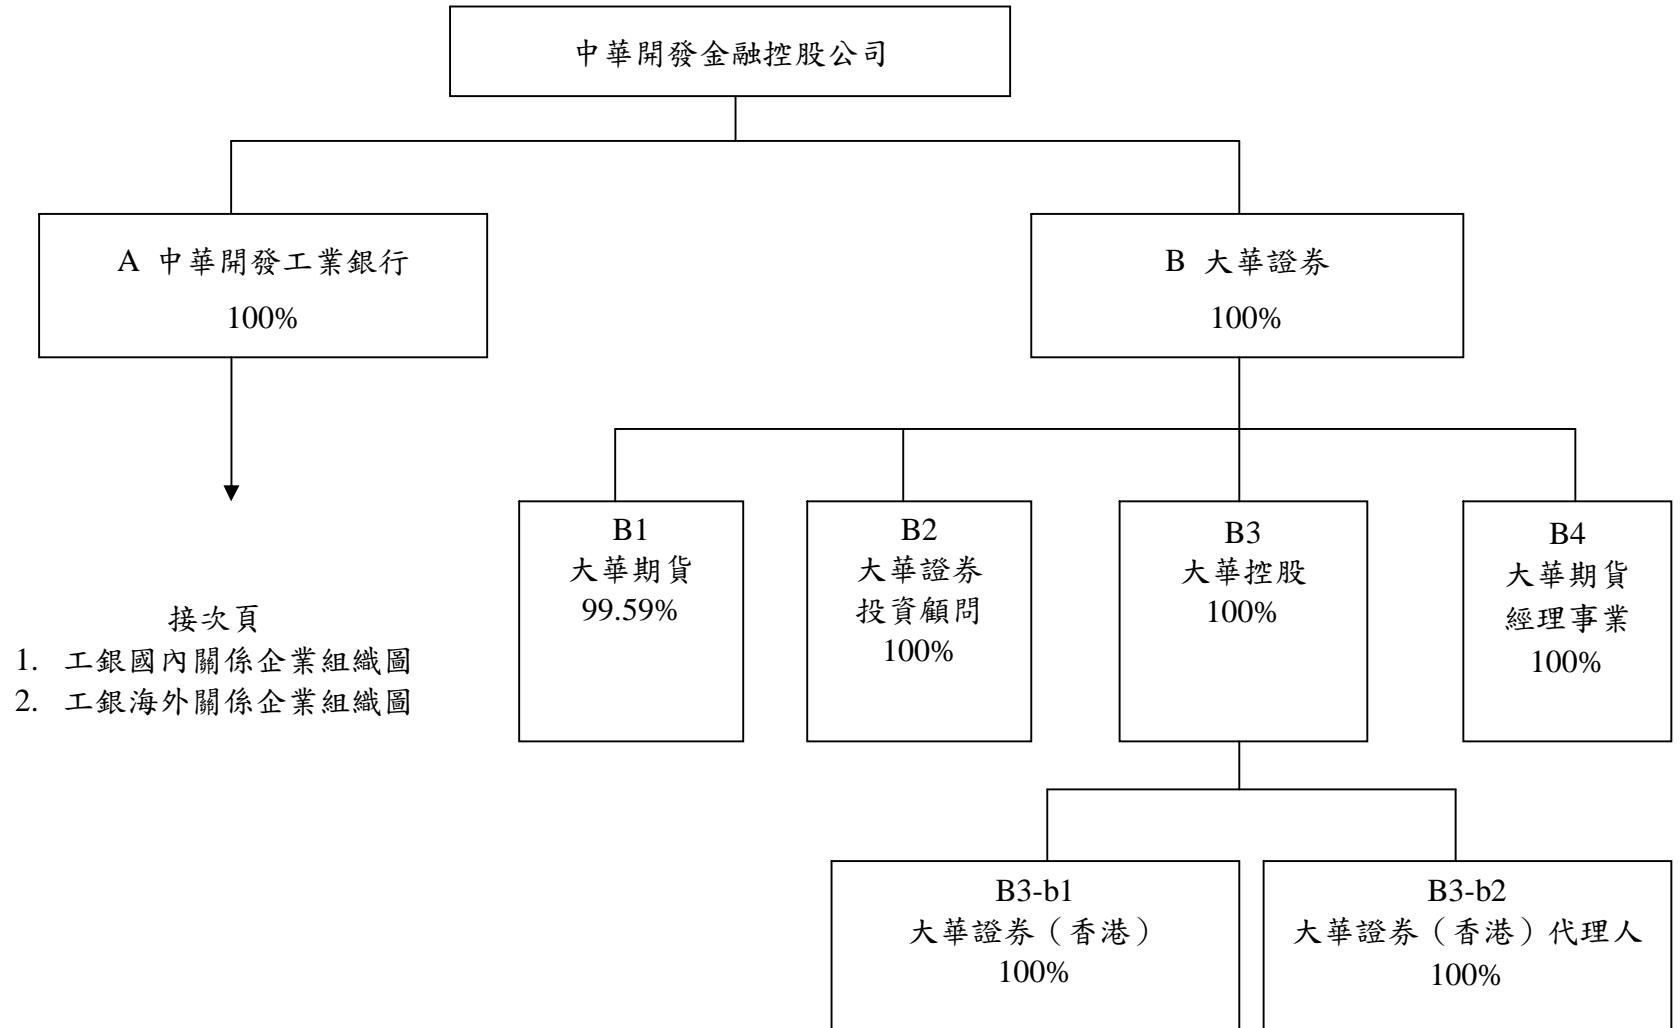 中華開發金融控股公司
A 中華開發工業銀行
100%
B 大華證券
100%
B1
大華期貨
99.59%
B2
大華證券
投資顧問
100%
B3
大華控股
100%
B4
大華期貨
經理事業
100%
接次頁
1. 工銀國內關係企業組織圖
2. 工銀海外關係企業組織圖
B3-b1
大華證券（香港）
100%
B3-b2
大華證券（香港）代理人
100%